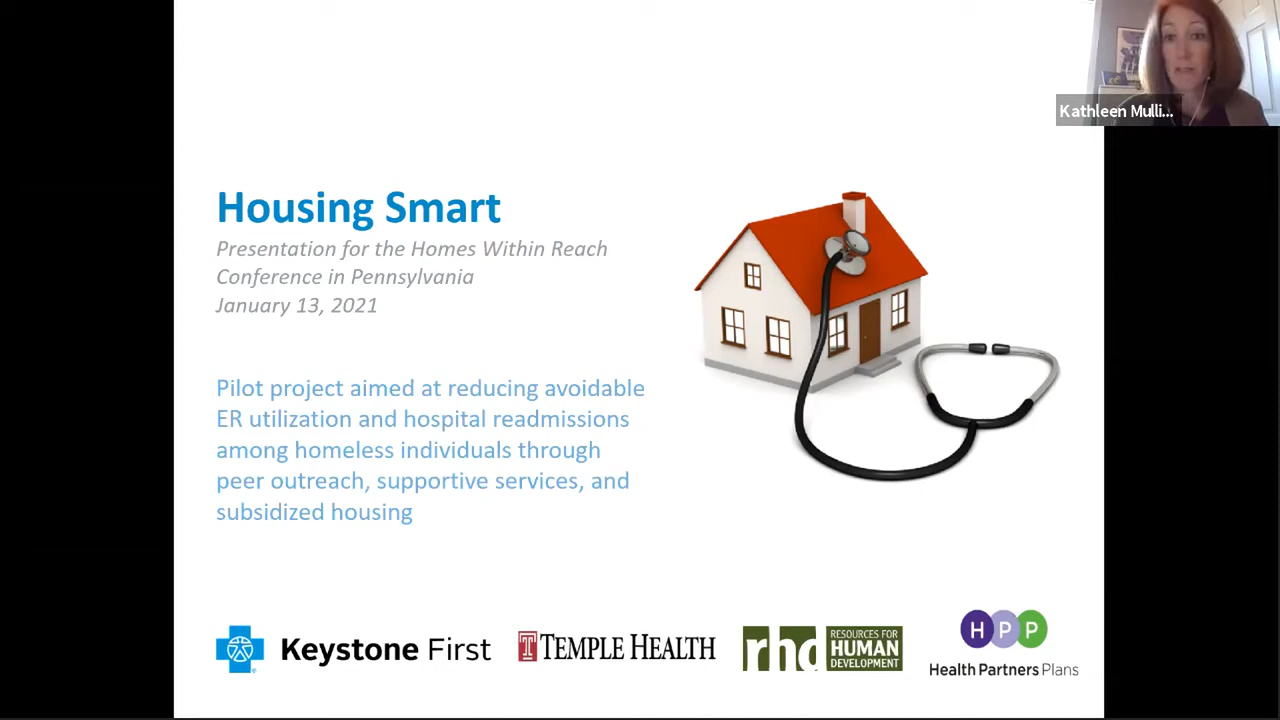 Kathleen Mulli...
Housing Smart
Presentation for the Homes Within Reach
Conference in Pennsylvania
January 13, 2021
Pilot project aimed at reducing avoidable
ER utilization and hospital readmissions
among homeless individuals through
peer outreach, supportive services, and
subsidized housing
Keystone First
T TEMPLE HEALTH
rhd RESOURCES FOR
HUMAN
DEVELOPMENT
HPP
Health Partners Plans